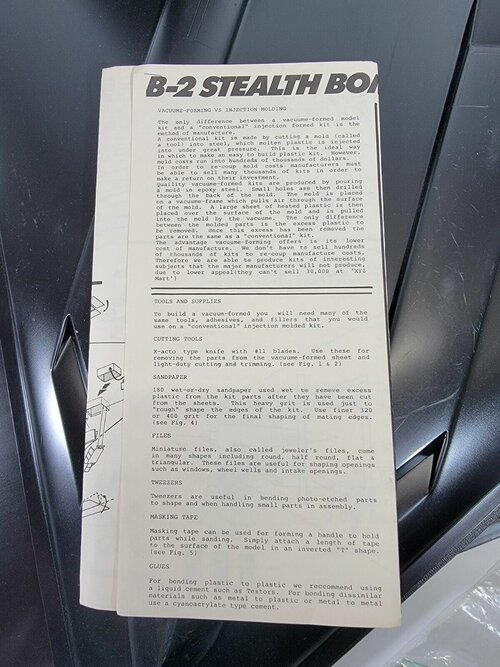 B-2 STEALTH BO
VACUUME-FORMING VS INJECTION MOLDING
The only difference between a vacuume-formed model
kit and a "conventional" injection formed kit is the
method of manufacture.
A conventional kit is made by cutting a mold (called
a tool) into steel, which molten plastic is injected
into under great pressure. This is the ideal way
in which to make an easy to build plastic kit. However,
mold costs run into hundreds of thousands of dollars.
In order to re-coup mold costs manufacturers must
be able to sell many thousands of kits in order to
make a return on their investment.
Quality vacuume-formed kits are produced by pouring
a mold in epoxy steel. Small holes are then drilled
through the back of the mold. The mold is placed
on a vacuume-frame which pulls air through the surface
of the mold. A large sheet of heated plastic is then
placed over the surface of the mold and is pulled
into the mold by the vacuume. The only difference
between the molded parts is the excess plastic to
be removed. Once this excess has been removed the
parts are the same as a "conventional" kit.
The advantage vacuume-forming offers is its lower
cost of manufacture. We don't have to sell hundreds
of thousands of kits to re-coup manufacture costs.
Therefore we are able to produce kits of interesting
subjects that the major manufacturers will not produce,
due to lower appeal(they can't sell 30,000 at 'XYZ
Mart')
TOOLS AND SUPPLIES
To build a vacuum-formed you will need many of the
same tools, adhesives, and fillers that you would
use on a "conventional" injection molded kit.
CUTTING TOOLS
X-acto type knife with #11 blades. Use these for
removing the parts from the vacuume-formed sheet and
light-duty cutting and trimming. (see Fig. 1 & 2)
SANDPAPER
180 wet-or-dry sandpaper used wet to remove excess
plastic from the kit parts after they have been cut
from the sheets. This heavy grit is used just to
"rough" shape the edges of the kit. Use finer 320
or 400 grit for the final shaping of mating edges.
(see Fig. 4)
FILES
Miniature files, also called jeweler's files, come
in many shapes including round, half round, flat &
triangular. These files are useful for shaping openings
such as windows, wheel wells and intake openings.
TWEEZERS
Tweezers are useful in bending photo-etched parts
to shape and when handling small parts in assembly.
MASKING TAPE
Masking tape can be used for forming a handle to hold
parts while sanding. Simply attach a length of tape
to the surface of the model in an inverted "T" shape.
(see Fig. 5)
GLUES
For bonding plastic to plastic we reccommend using
a liquid cement such as Testors. For bonding dissimilar
materials such as metal to plastic or metal to metal
use a cyanoacrylate type cement.